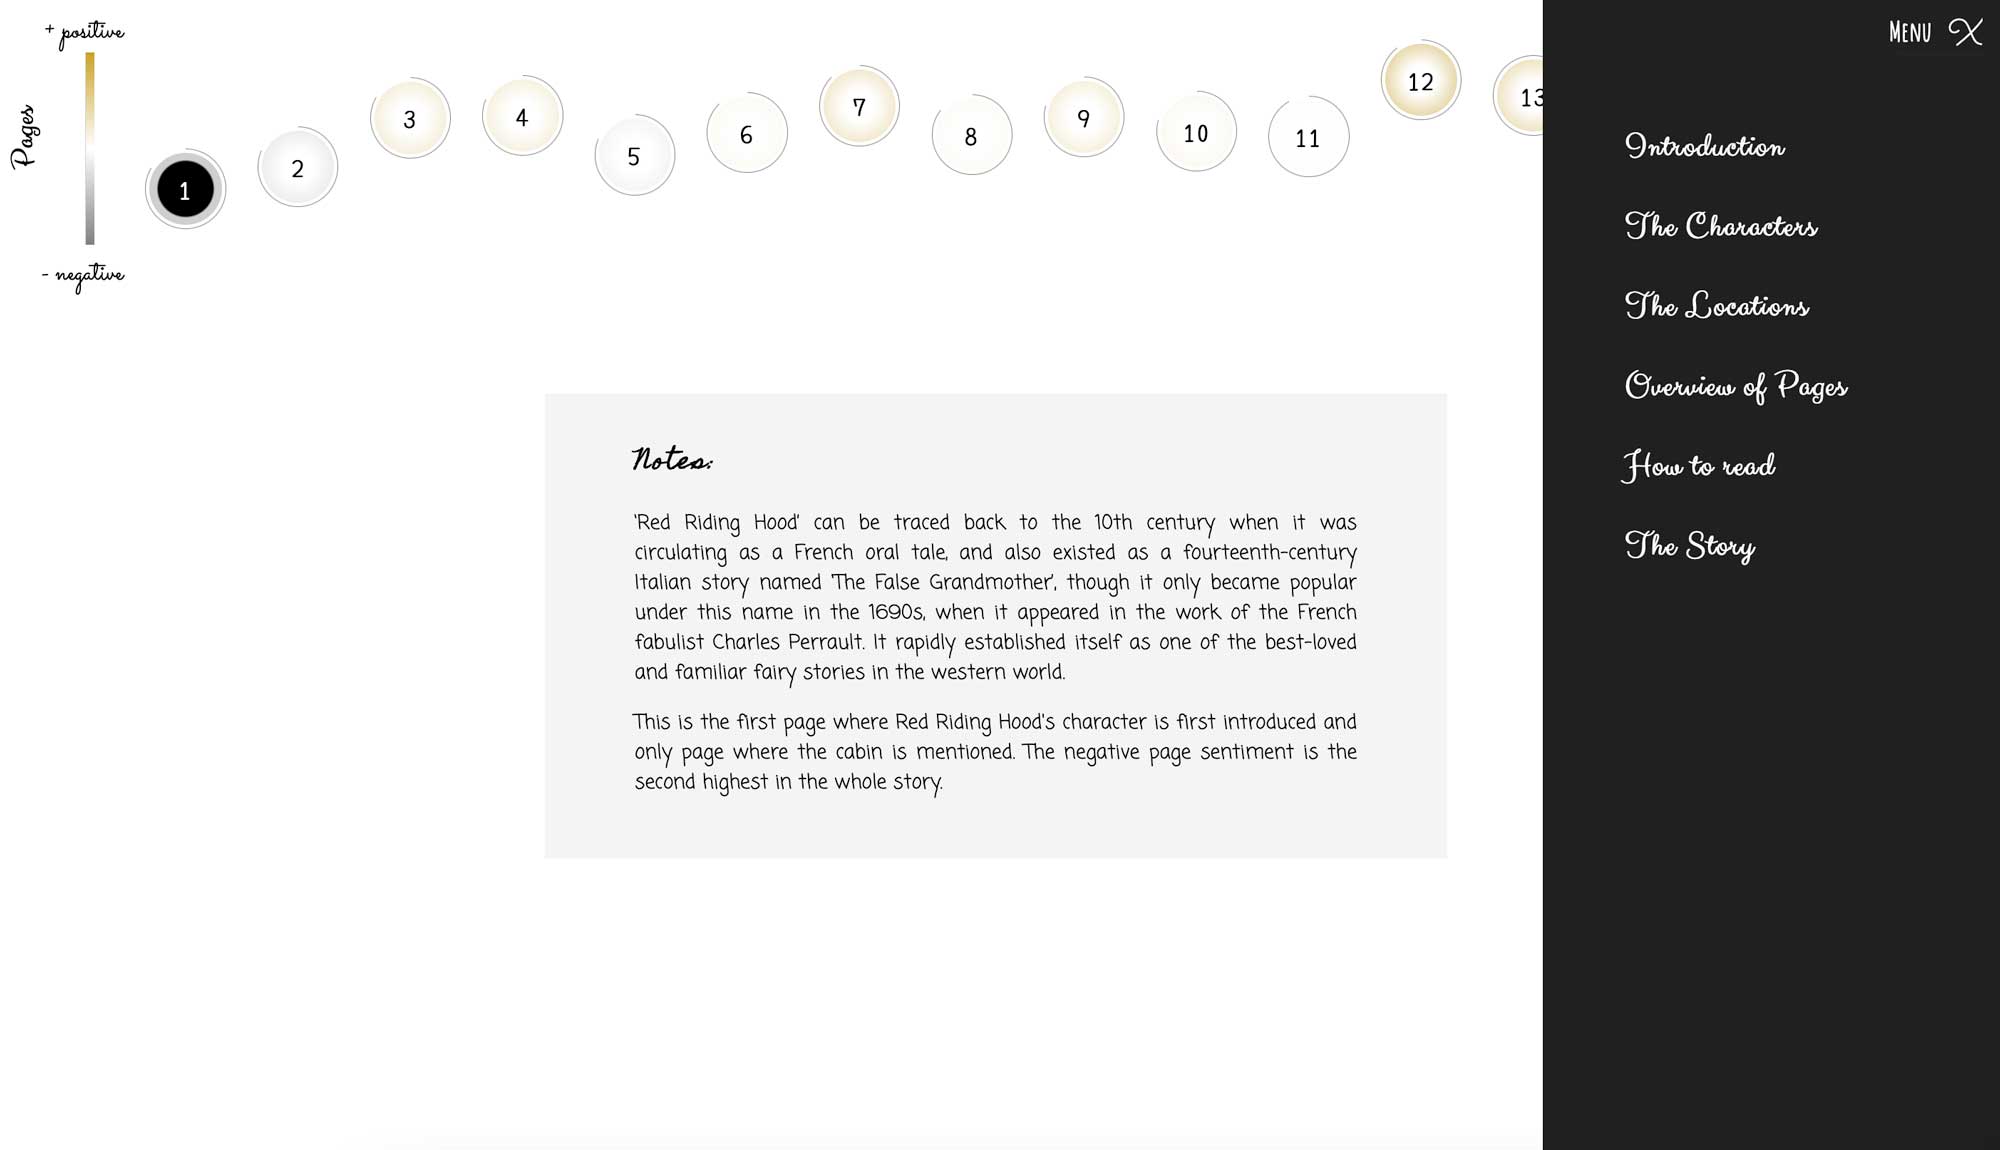 + positive
Pages
- negative
1
2
3
4
5
6
7
8
9
10
11
12
13
Menu X
Introduction
The Characters
The Locations
Overview of Pages
How to read
The Story
Notes:
'Red Riding Hood' can be traced back to the 10th century when it was
circulating as a French oral tale, and also existed as a fourteenth-century
Italian story named 'The False Grandmother', though it only became popular
under this name in the 1690s, when it appeared in the work of the French
fabulist Charles Perrault. It rapidly established itself as one of the best-loved
and familiar fairy stories in the western world.
This is the first page where Red Riding Hood's character is first introduced and
only page where the cabin is mentioned. The negative page sentiment is the
second highest in the whole story.